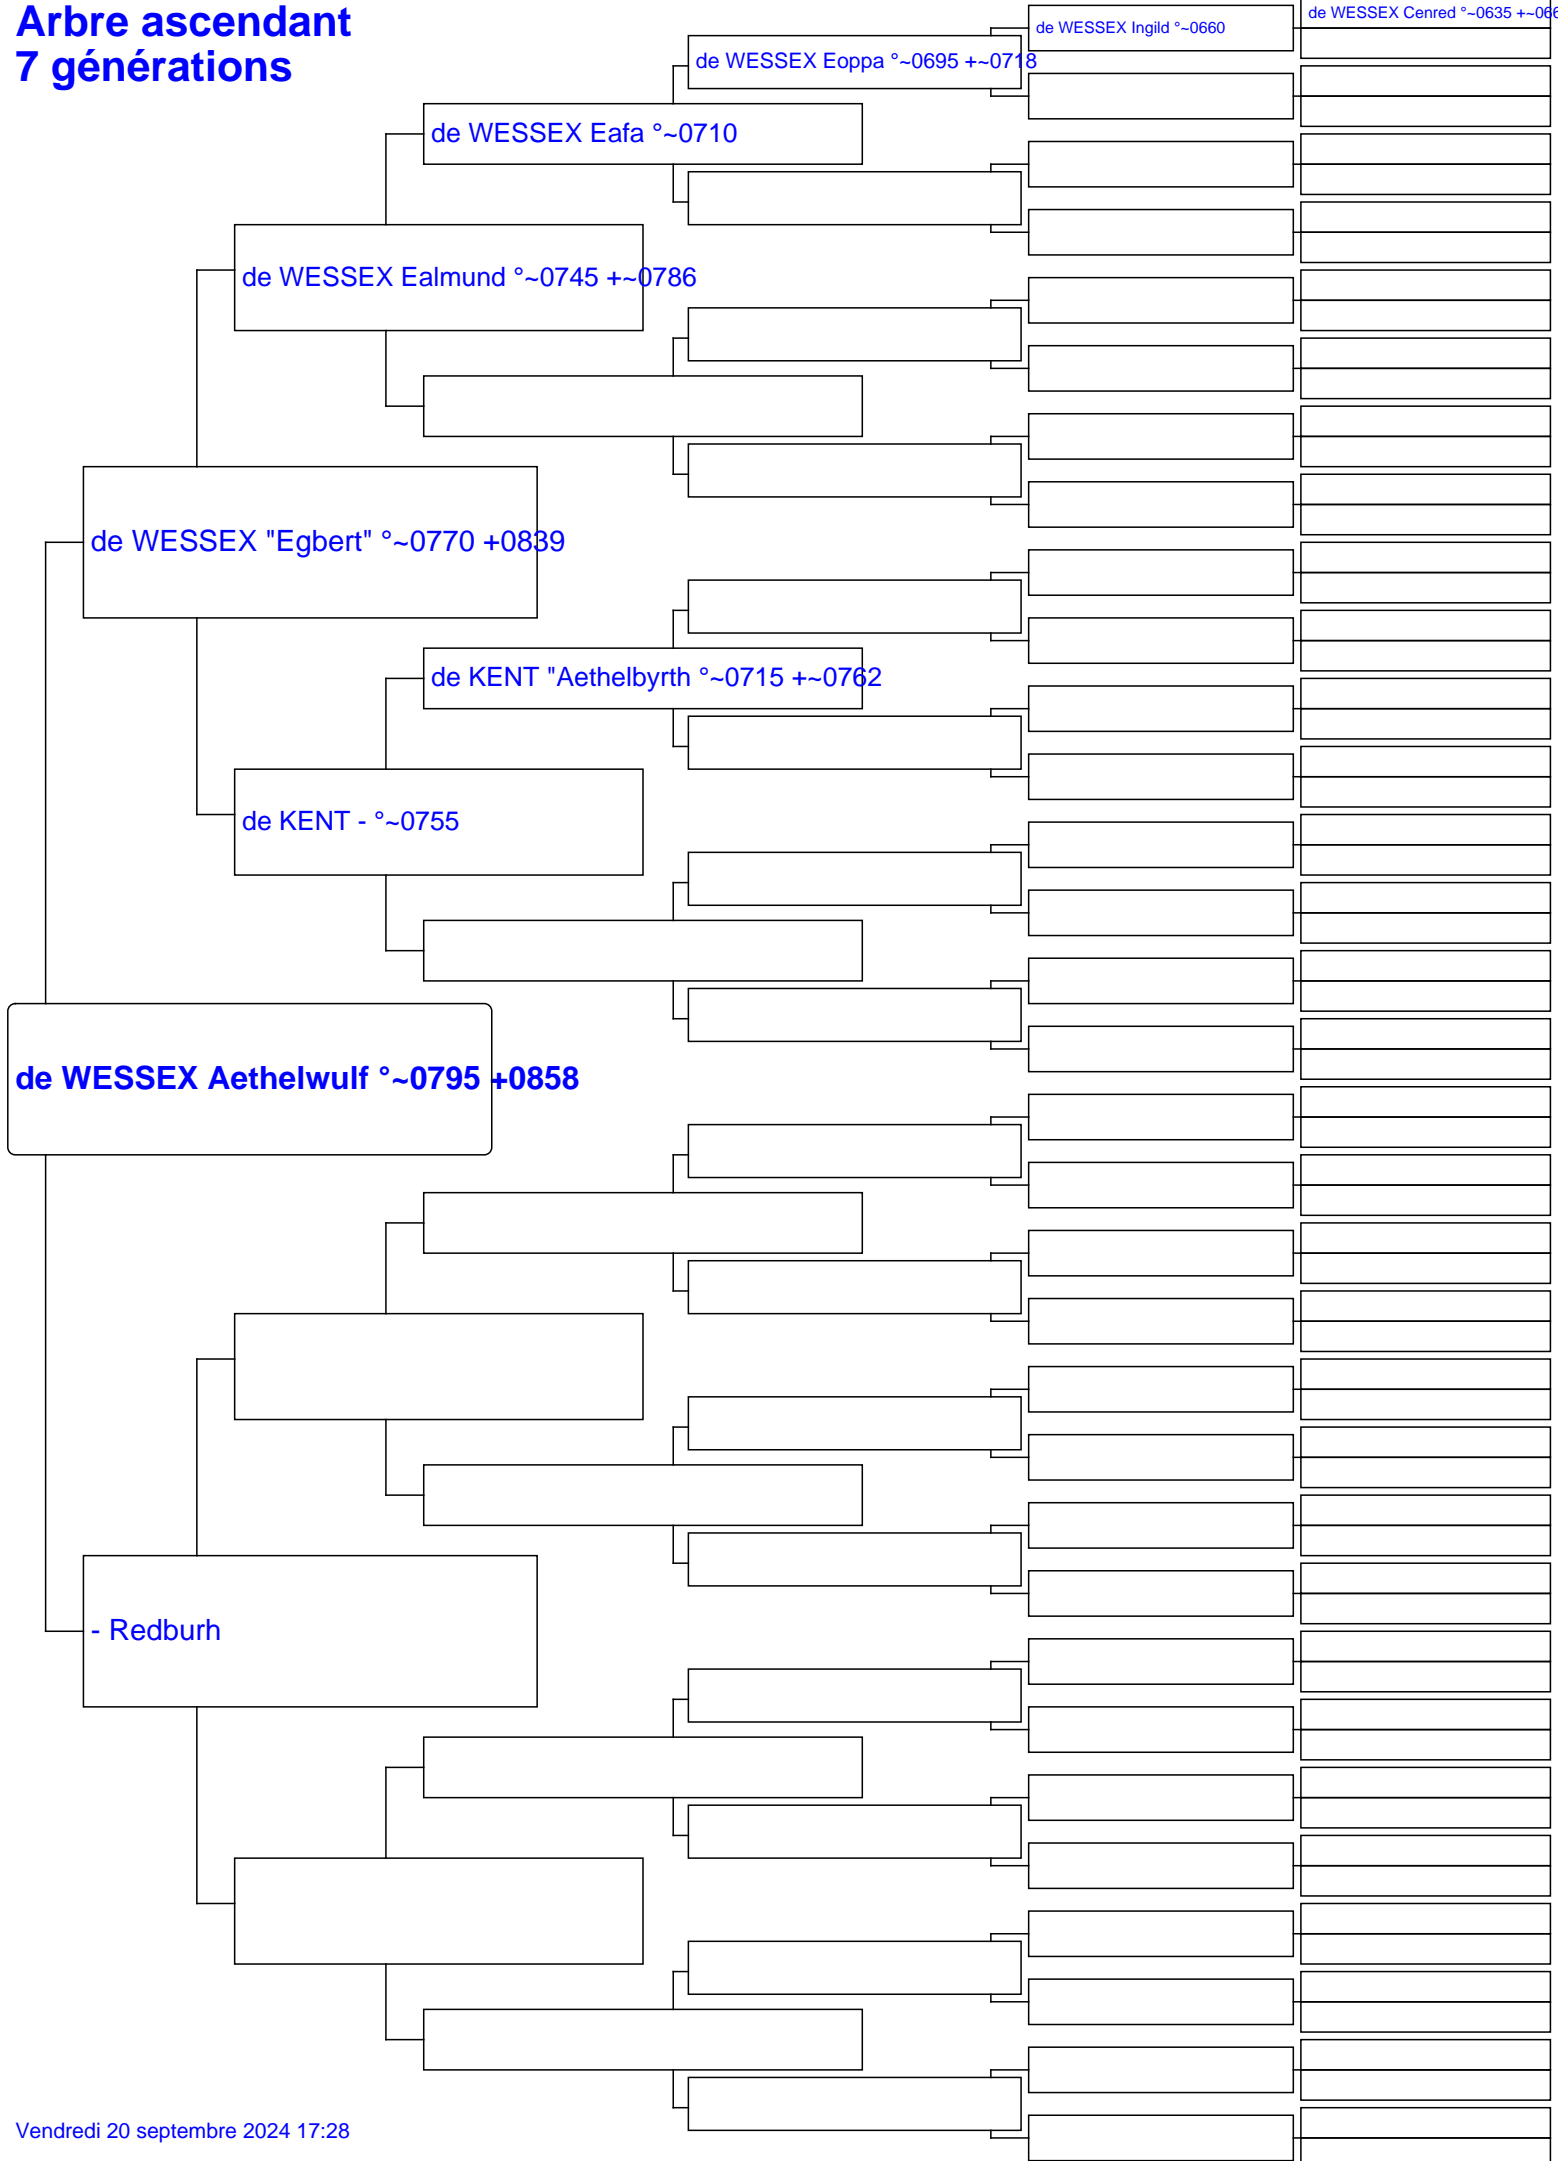 Arbre ascendant
7 générations
de WESSEX Cenred °~0635 +~06
de WESSEX Ingild °~0660
de WESSEX Eoppa °~0695 +~0718
de WESSEX Eafa °~0710
de WESSEX Ealmund °~0745 +~0786
de WESSEX "Egbert" °~0770 +0839
de KENT "Aethelbyrth °~0715 +~0762
de KENT - °~0755
de WESSEX Aethelwulf °~0795 +0858
- Redburh
Vendredi 20 septembre 2024 17:28